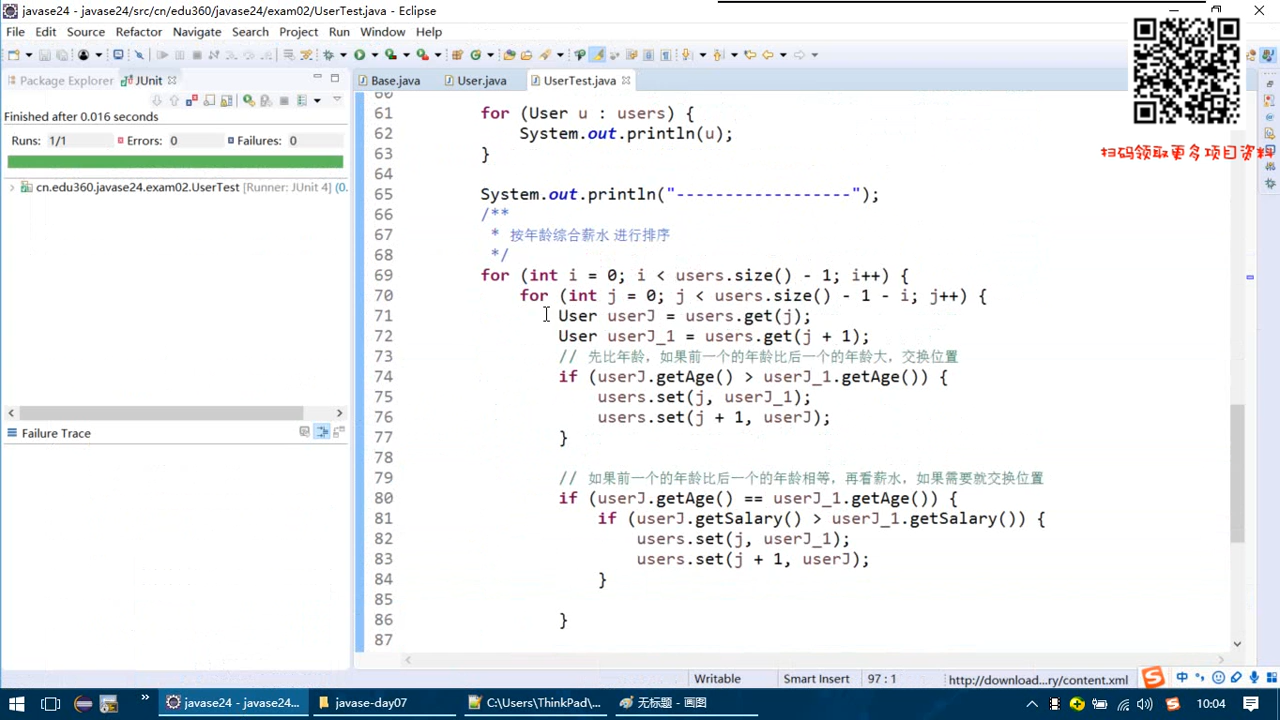 javase24 - javase24/src/cn/edu360/javase24/exam02/UserTest.java - Eclipse
File Edit Source Refactor Navigate Search Project Run Window Help
Package Explorer JUnit
Finished after 0.016 seconds
Runs: 1/1 Errors: 0 Failures: 0
cn.edu360.javase24.exam02.UserTest [Runner: JUnit 4] (0.
Failure Trace
Base.java User.java UserTest.java
扫码领取更多项目资料
60
61 for (User u : users) {
62 System.out.println(u);
63 }
64
65 System.out.println("------------------");
66 /**
67 * 按年龄综合薪水 进行排序
68 */
69 for (int i = 0; i < users.size() - 1; i++) {
70 for (int j = 0; j < users.size() - 1 - i; j++) {
71 User userJ = users.get(j);
72 User userJ_1 = users.get(j + 1);
73 // 先比年龄，如果前一个的年龄比后一个的年龄大，交换位置
74 if (userJ.getAge() > userJ_1.getAge()) {
75 users.set(j, userJ_1);
76 users.set(j + 1, userJ);
77 }
78
79 // 如果前一个的年龄比后一个的年龄相等，再看薪水，如果需要就交换位置
80 if (userJ.getAge() == userJ_1.getAge()) {
81 if (userJ.getSalary() > userJ_1.getSalary()) {
82 users.set(j, userJ_1);
83 users.set(j + 1, userJ);
84 }
85
86 }
87
Writable Smart Insert 97 : 1 http://download...ry/content.xml
中
javase24 - javase24... javase-day07 C:\Users\ThinkPad\... 无标题 - 画图 10:04